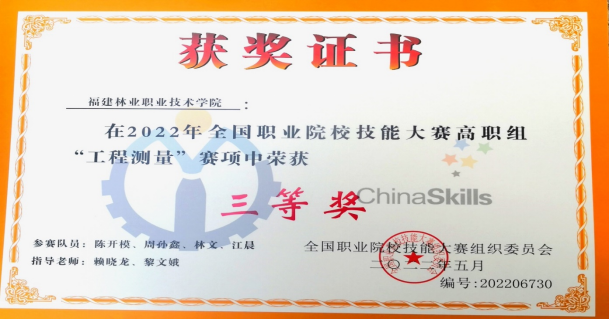 获奖证书
福建林业职业技术学院：
在2022年全国职业院校技能大赛高职组
“工程测量”赛项中荣获
三等奖
ChinaSkills
参赛队员：陈开模、周孙鑫、林文、江晨
指导老师：赖晓龙、黎文娥
全国职业院校技能大赛组织委员会
二〇二三年五月
编号:202206730